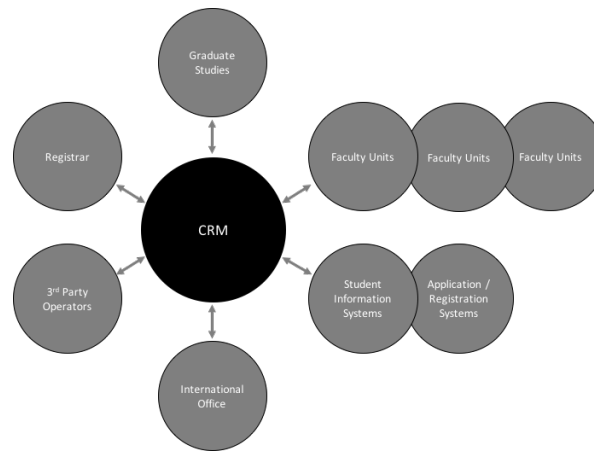 Graduate
Studies
Registrar
Faculty Units
Faculty Units
Faculty Units
CRM
3rd Party
Operators
Student
Information
Systems
Application /
Registration
Systems
International
Office